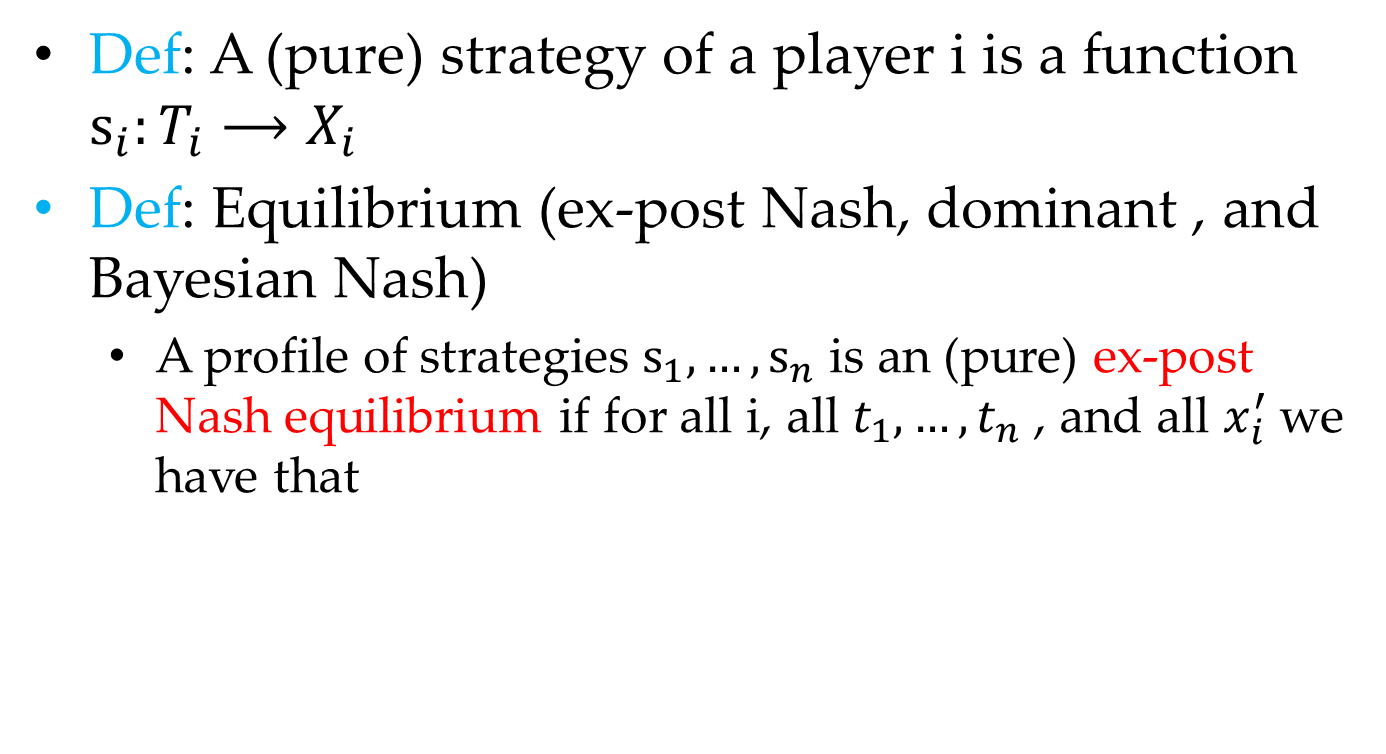 • Def: A (pure) strategy of a player i is a function
sᵢ: Tᵢ ⟶ Xᵢ
• Def: Equilibrium (ex-post Nash, dominant , and
Bayesian Nash)
• A profile of strategies s₁, … , sₙ is an (pure) ex-post
Nash equilibrium if for all i, all t₁, … , tₙ , and all xᵢ′ we
have that